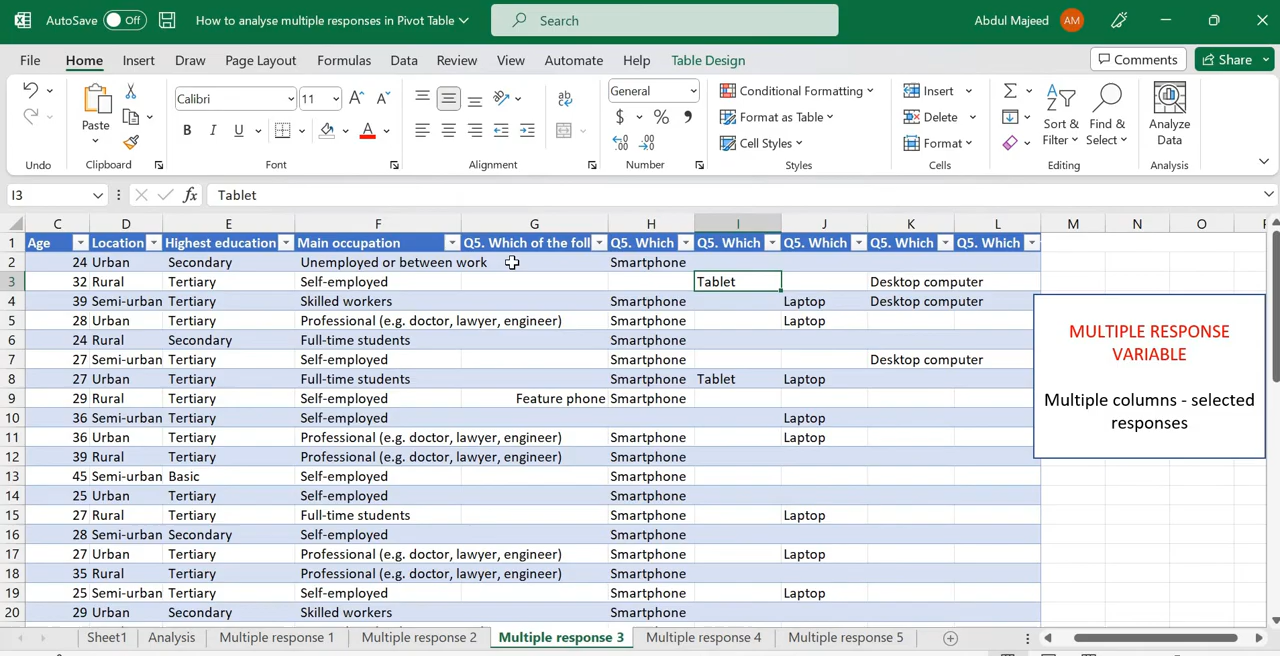 AutoSave Off How to analyse multiple responses in Pivot Table Search Abdul Majeed AM
File Home Insert Draw Page Layout Formulas Data Review View Automate Help Table Design Comments Share
Calibri 11 General Conditional Formatting Insert
Paste B I U $ % Format as Table Delete Sort & Filter Find & Select Analyze Data
Cell Styles Format
Undo Clipboard Font Alignment Number Styles Cells Editing Analysis
I3 fx Tablet
C D E F G H I J K L M N O
1 Age Location Highest education Main occupation Q5. Which of the foll Q5. Which Q5. Which Q5. Which Q5. Which Q5. Which
2 24 Urban Secondary Unemployed or between work Smartphone
3 32 Rural Tertiary Self-employed Tablet Desktop computer
4 39 Semi-urban Tertiary Skilled workers Smartphone Laptop Desktop computer
5 28 Urban Tertiary Professional (e.g. doctor, lawyer, engineer) Smartphone Laptop
6 24 Rural Secondary Full-time students Smartphone
7 27 Semi-urban Tertiary Self-employed Smartphone Desktop computer
8 27 Urban Tertiary Full-time students Smartphone Tablet Laptop
9 29 Rural Tertiary Self-employed Feature phone Smartphone
10 36 Semi-urban Tertiary Self-employed Laptop
11 36 Urban Tertiary Professional (e.g. doctor, lawyer, engineer) Smartphone Laptop
12 39 Rural Tertiary Professional (e.g. doctor, lawyer, engineer) Smartphone
13 45 Semi-urban Basic Self-employed Smartphone
14 25 Urban Tertiary Self-employed Smartphone
15 27 Rural Tertiary Full-time students Smartphone Laptop
16 28 Semi-urban Secondary Self-employed Smartphone
17 27 Urban Tertiary Professional (e.g. doctor, lawyer, engineer) Smartphone Laptop
18 35 Rural Tertiary Professional (e.g. doctor, lawyer, engineer) Smartphone
19 25 Semi-urban Tertiary Self-employed Smartphone Laptop
20 29 Urban Secondary Skilled workers Smartphone
MULTIPLE RESPONSE
VARIABLE
Multiple columns - selected
responses
Sheet1 Analysis Multiple response 1 Multiple response 2 Multiple response 3 Multiple response 4 Multiple response 5